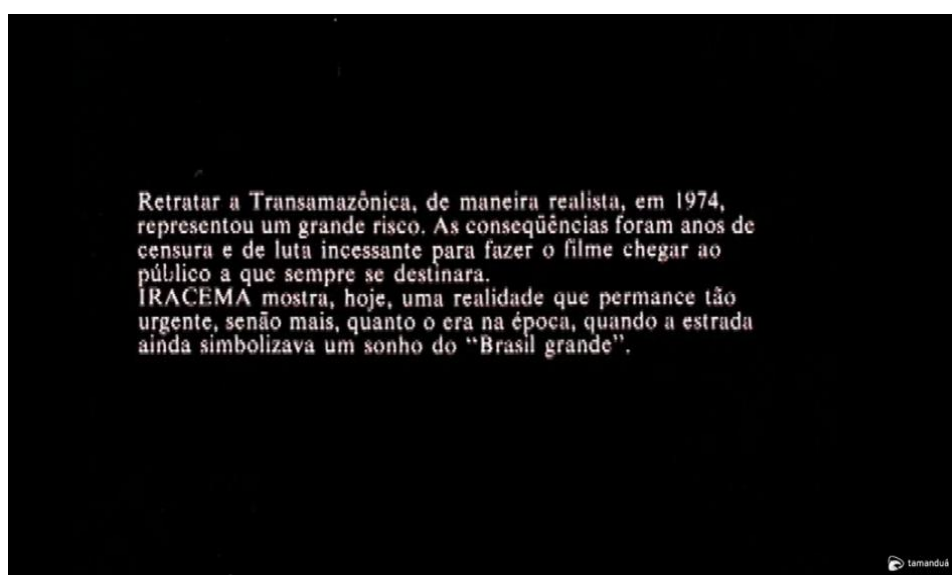 Retratar a Transamazônica, de maneira realista, em 1974,
representou um grande risco. As conseqüências foram anos de
censura e de luta incessante para fazer o filme chegar ao
público a que sempre se destinara.
IRACEMA mostra, hoje, uma realidade que permance tão
urgente, senão mais, quanto o era na época, quando a estrada
ainda simbolizava um sonho do “Brasil grande”.
tamanduá